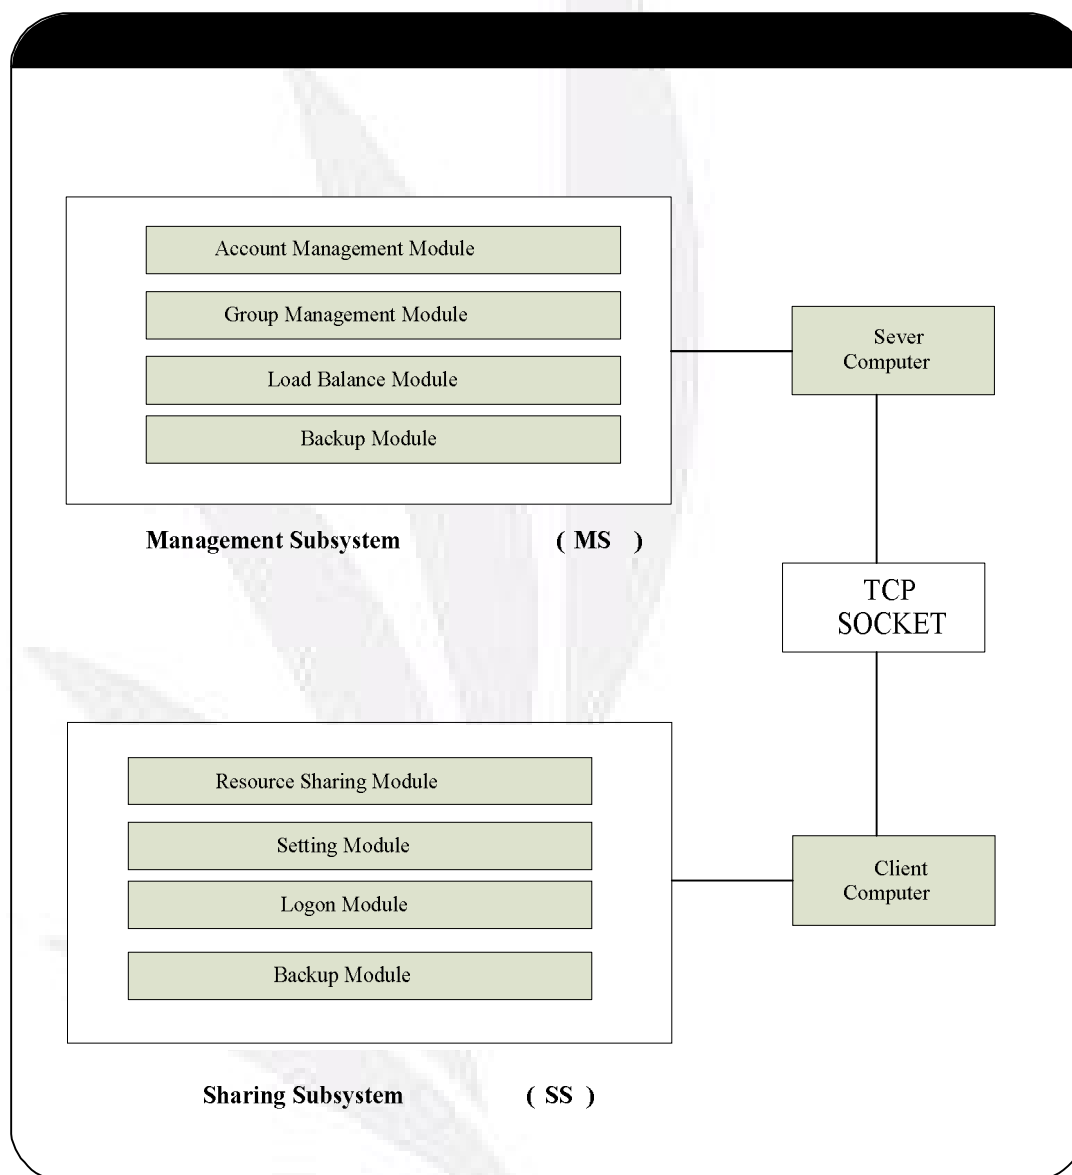 Account Management Module
Group Management Module
Load Balance Module
Backup Module
Management Subsystem ( MS )
Sever
Computer
TCP
SOCKET
Resource Sharing Module
Setting Module
Logon Module
Backup Module
Client
Computer
Sharing Subsystem ( SS )